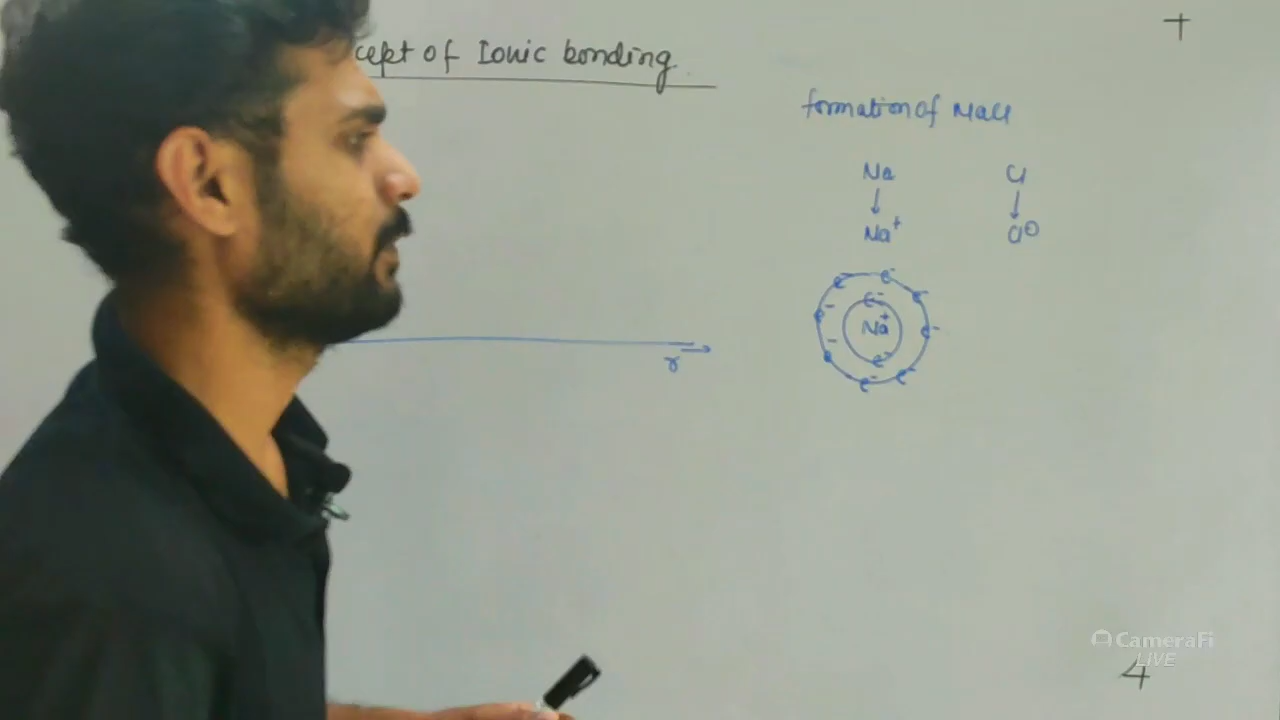 cept of Ionic bonding
+
formation of NaCl
Na Cl
↓ ↓
Na⁺ Cl⊖
e⁻ e⁻
e⁻
Na⁺
e⁻
e⁻ e⁻
r →
CameraFi
LIVE
4